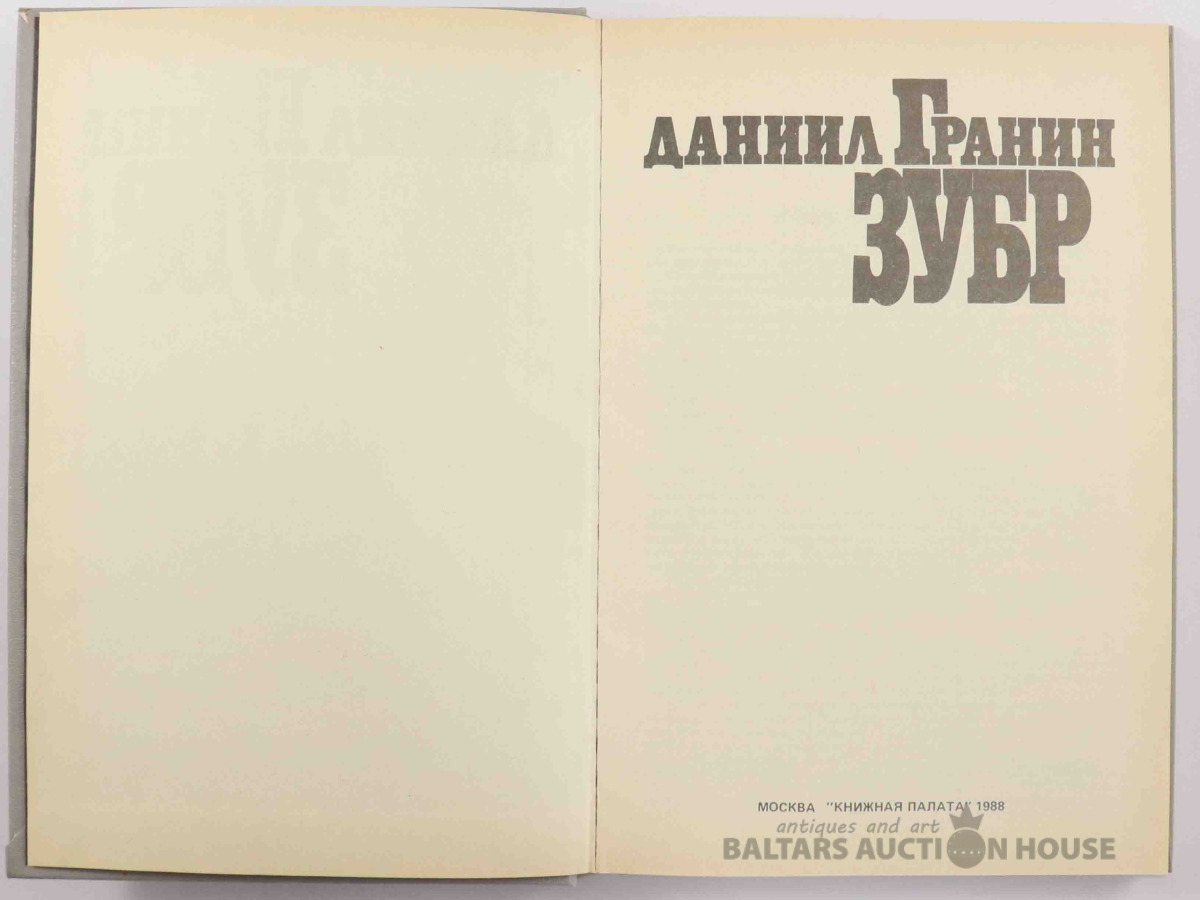 ДАНИИЛ ГРАНИН
ЗУБР
МОСКВА "КНИЖНАЯ ПАЛАТА" 1988
antiques and art
BALTARS AUCTION HOUSE